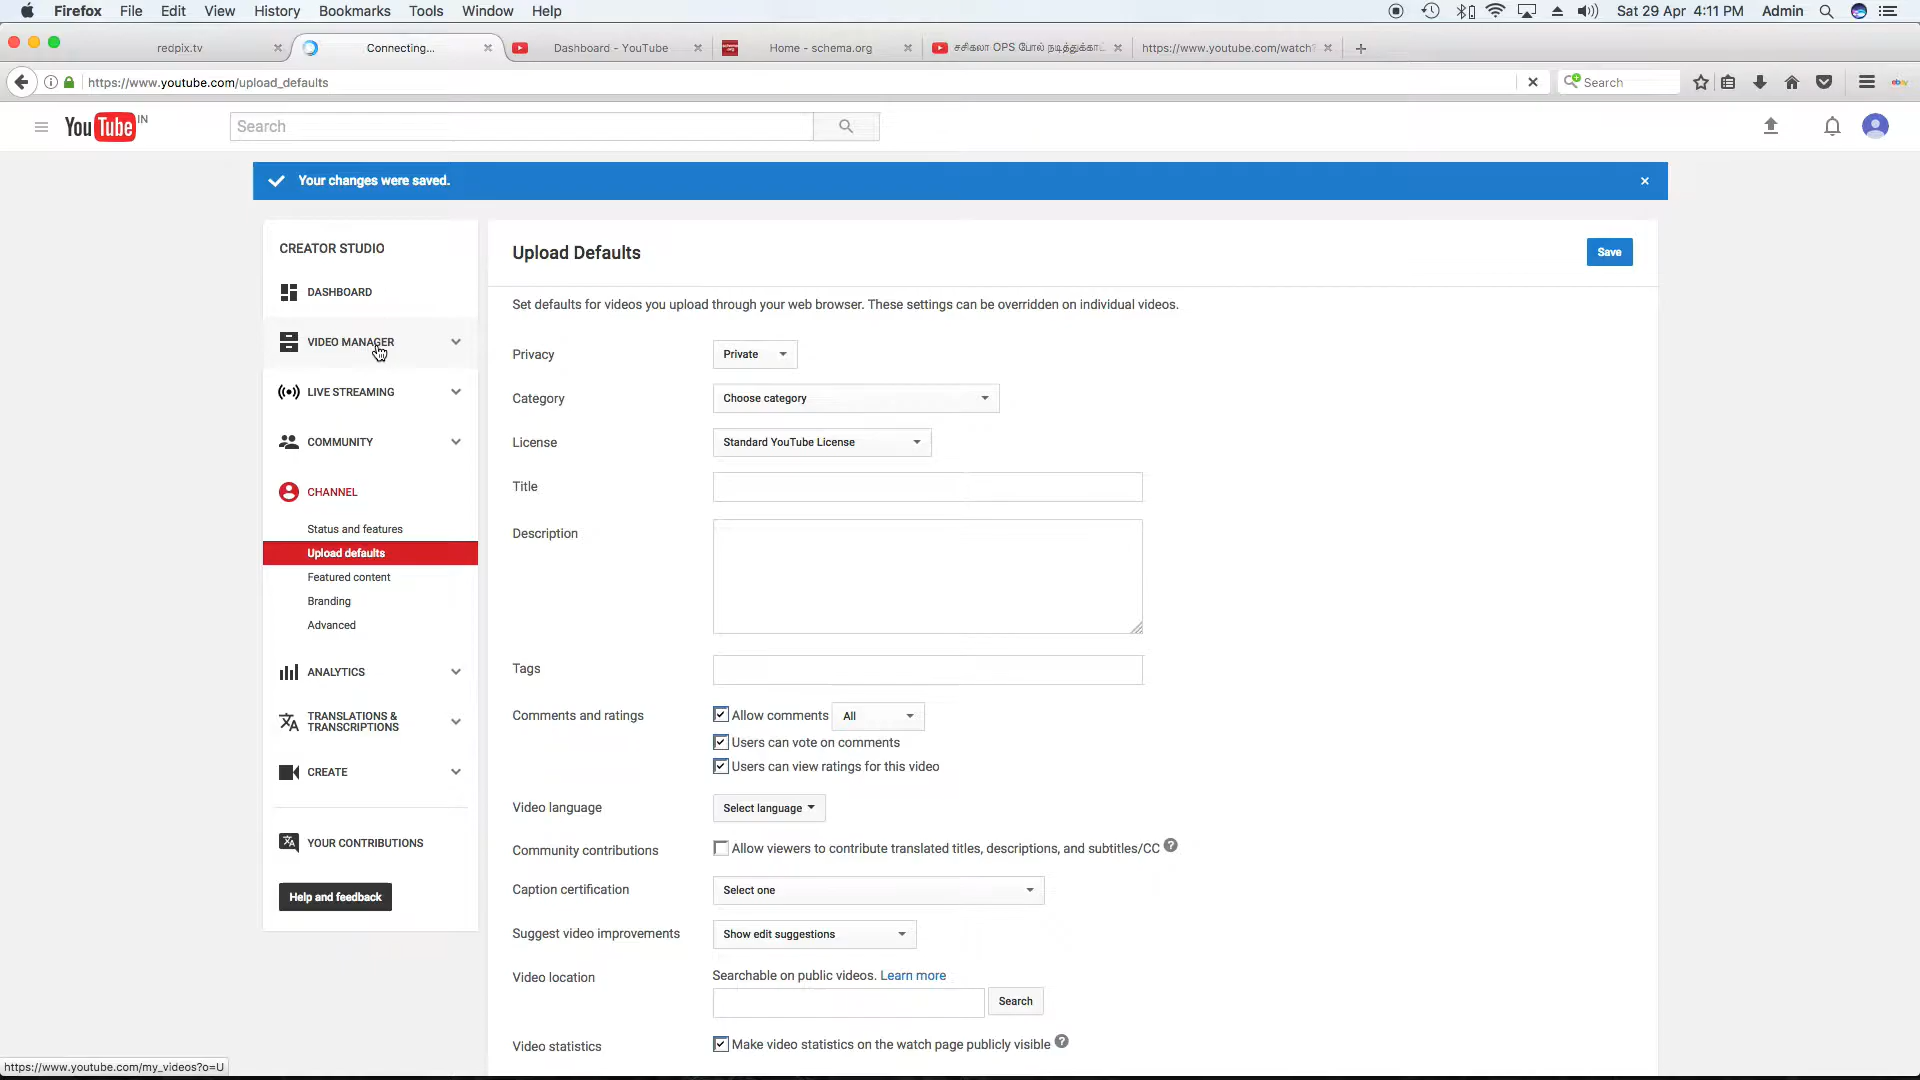 Firefox File Edit View History Bookmarks Tools Window Help Sat 29 Apr 4:11 PM Admin
redpix.tv Connecting... Dashboard - YouTube Home - schema.org சசிகலா OPS போல் நடித்துக்காட் https://www.youtube.com/watch?
https://www.youtube.com/upload_defaults Search ebay
YouTube IN Search
Your changes were saved.
CREATOR STUDIO
DASHBOARD
VIDEO MANAGER
LIVE STREAMING
COMMUNITY
CHANNEL
Status and features
Upload defaults
Featured content
Branding
Advanced
ANALYTICS
TRANSLATIONS &
TRANSCRIPTIONS
CREATE
YOUR CONTRIBUTIONS
Help and feedback
Upload Defaults Save
Set defaults for videos you upload through your web browser. These settings can be overridden on individual videos.
Privacy Private
Category Choose category
License Standard YouTube License
Title
Description
Tags
Comments and ratings Allow comments All
Users can vote on comments
Users can view ratings for this video
Video language Select language
Community contributions Allow viewers to contribute translated titles, descriptions, and subtitles/CC ?
Caption certification Select one
Suggest video improvements Show edit suggestions
Video location Searchable on public videos. Learn more
Search
Video statistics Make video statistics on the watch page publicly visible ?
https://www.youtube.com/my_videos?o=U